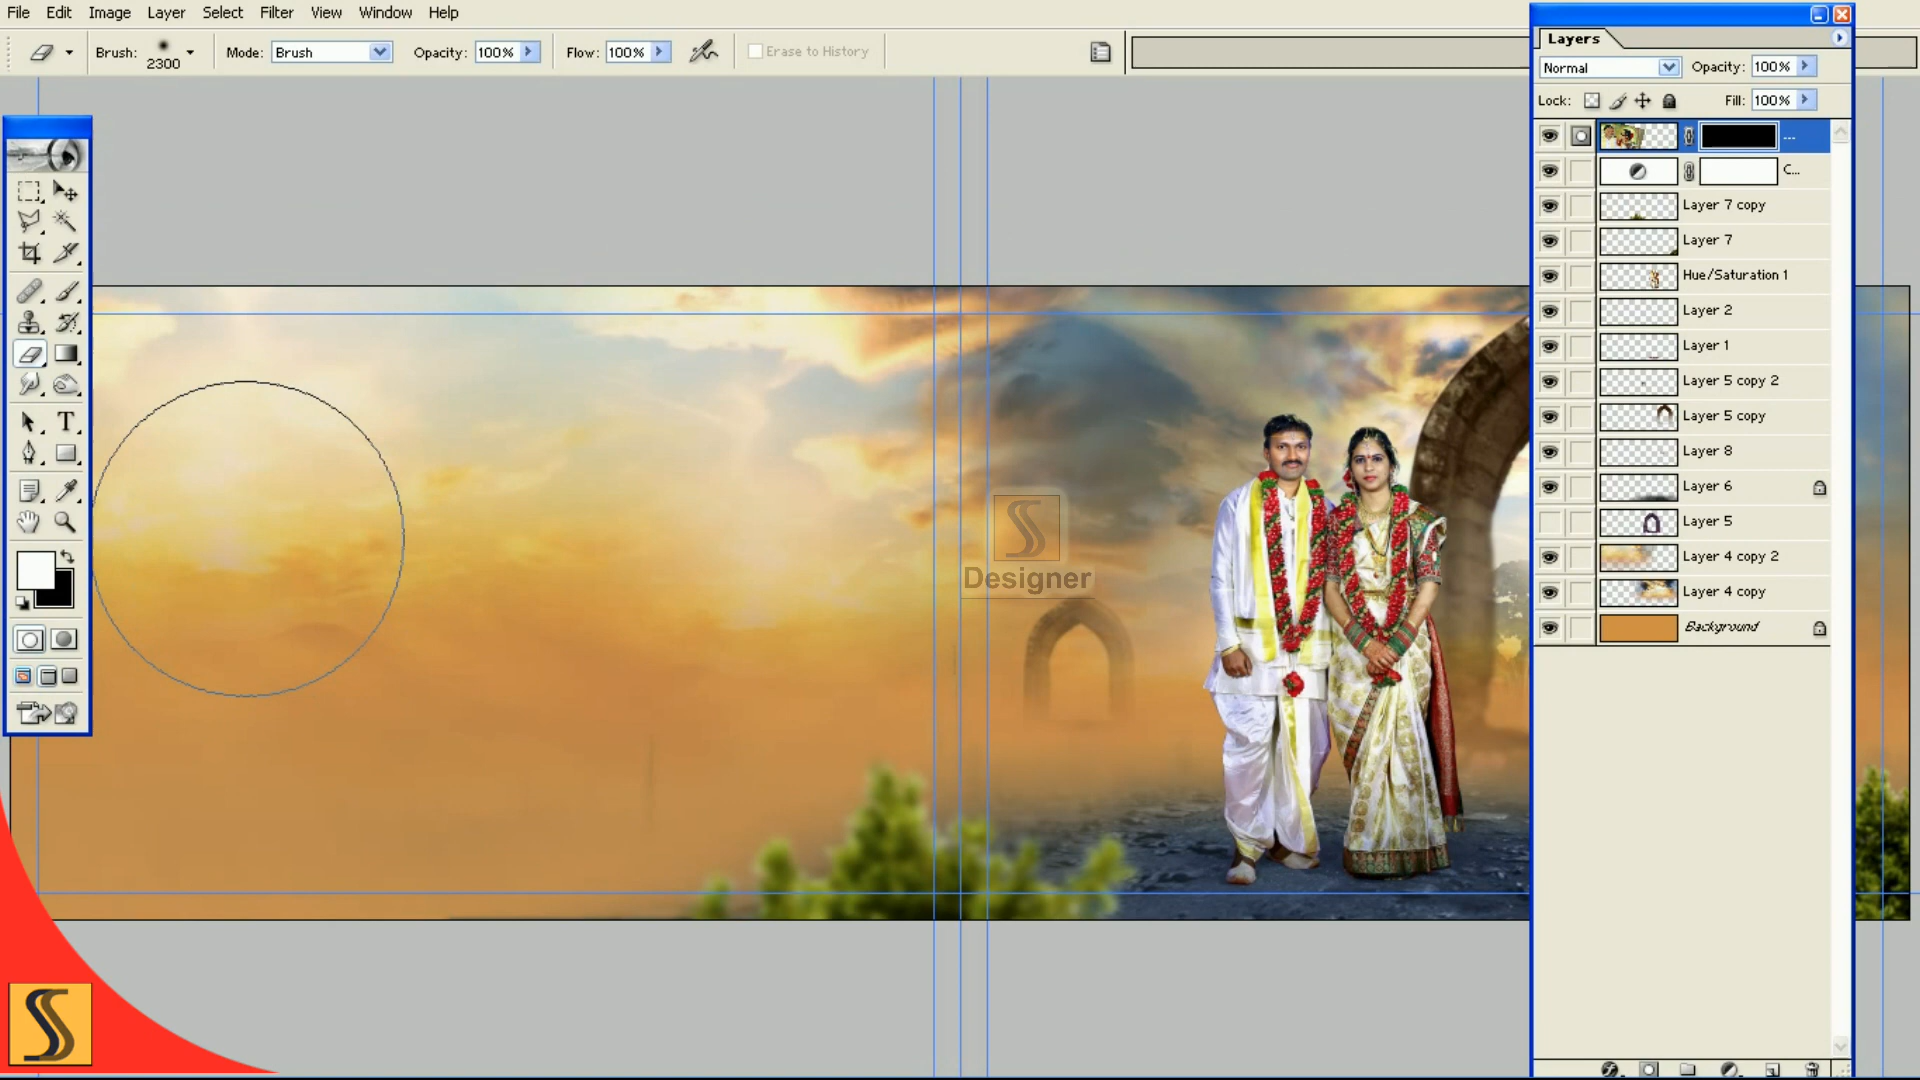 File Edit Image Layer Select Filter View Window Help
Brush: 2300 Mode: Brush Opacity: 100% Flow: 100% Erase to History
Layers
Normal Opacity: 100%
Lock: Fill: 100%
...
C...
Layer 7 copy
Layer 7
Hue/Saturation 1
Layer 2
Layer 1
Layer 5 copy 2
Layer 5 copy
Layer 8
Layer 6
Layer 5
Layer 4 copy 2
Layer 4 copy
Background
T
S
Designer
S